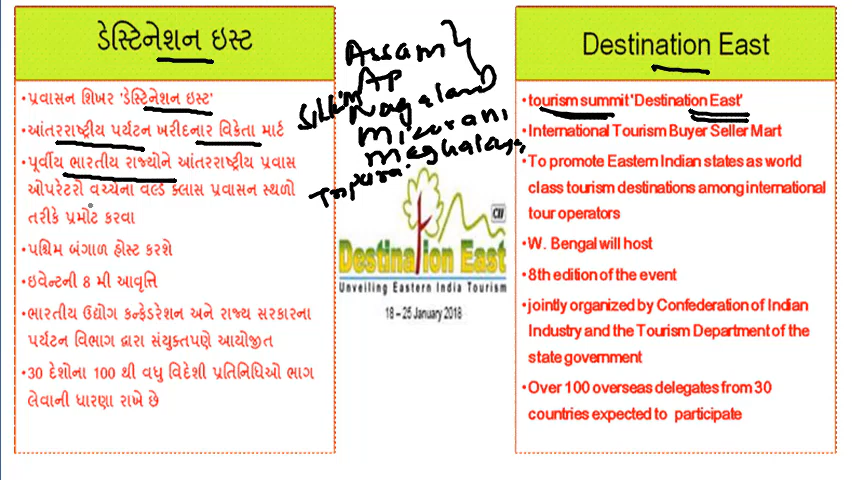 ડેસ્ટિનેશન ઇસ્ટ
• પ્રવાસન શિખર 'ડેસ્ટિનેશન ઇસ્ટ'
• આંતરરાષ્ટ્રીય પર્યટન ખરીદનાર વિકેતા માર્ટ
• પૂર્વીય ભારતીય રાજ્યોને આંતરરાષ્ટ્રીય પ્રવાસ
ઓપરેટરો વચ્ચેના વર્લ્ડ ક્લાસ પ્રવાસન સ્થળો
તરીકે પ્રમોટ કરવા
• પશ્ચિમ બંગાળ હોસ્ટ કરશે
• ઇવેન્ટની 8 મી આવૃત્તિ
• ભારતીય ઉદ્યોગ કન્ફેડરેશન અને રાજ્ય સરકારના
પર્યટન વિભાગ દ્વારા સંયુક્તપણે આયોજીત
• 30 દેશોના 100 થી વધુ વિદેશી પ્રતિનિધિઓ ભાગ
લેવાની ધારણા રાખે છે
Assam
AP
Sikkim
Nagaland
Mizoram
Meghalaya
Tripura
CII
Destination East
Unveiling Eastern India Tourism
18 – 25 January 2018
Destination East
• tourism summit 'Destination East'
• International Tourism Buyer Seller Mart
• To promote Eastern Indian states as world
class tourism destinations among international
tour operators
• W. Bengal will host
• 8th edition of the event
• jointly organized by Confederation of Indian
Industry and the Tourism Department of the
state government
• Over 100 overseas delegates from 30
countries expected to participate